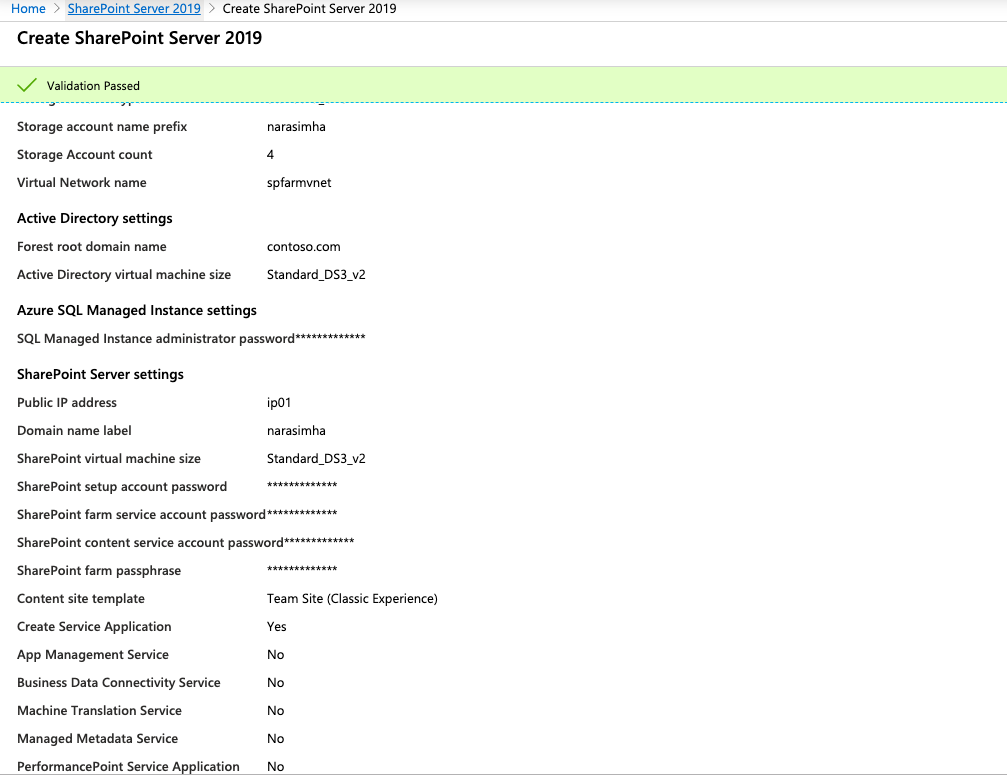 Home > SharePoint Server 2019 > Create SharePoint Server 2019
Create SharePoint Server 2019
Validation Passed
Storage account name prefix narasimha
Storage Account count 4
Virtual Network name spfarmvnet
Active Directory settings
Forest root domain name contoso.com
Active Directory virtual machine size Standard_DS3_v2
Azure SQL Managed Instance settings
SQL Managed Instance administrator password*************
SharePoint Server settings
Public IP address ip01
Domain name label narasimha
SharePoint virtual machine size Standard_DS3_v2
SharePoint setup account password *************
SharePoint farm service account password*************
SharePoint content service account password*************
SharePoint farm passphrase *************
Content site template Team Site (Classic Experience)
Create Service Application Yes
App Management Service No
Business Data Connectivity Service No
Machine Translation Service No
Managed Metadata Service No
PerformancePoint Service Application No